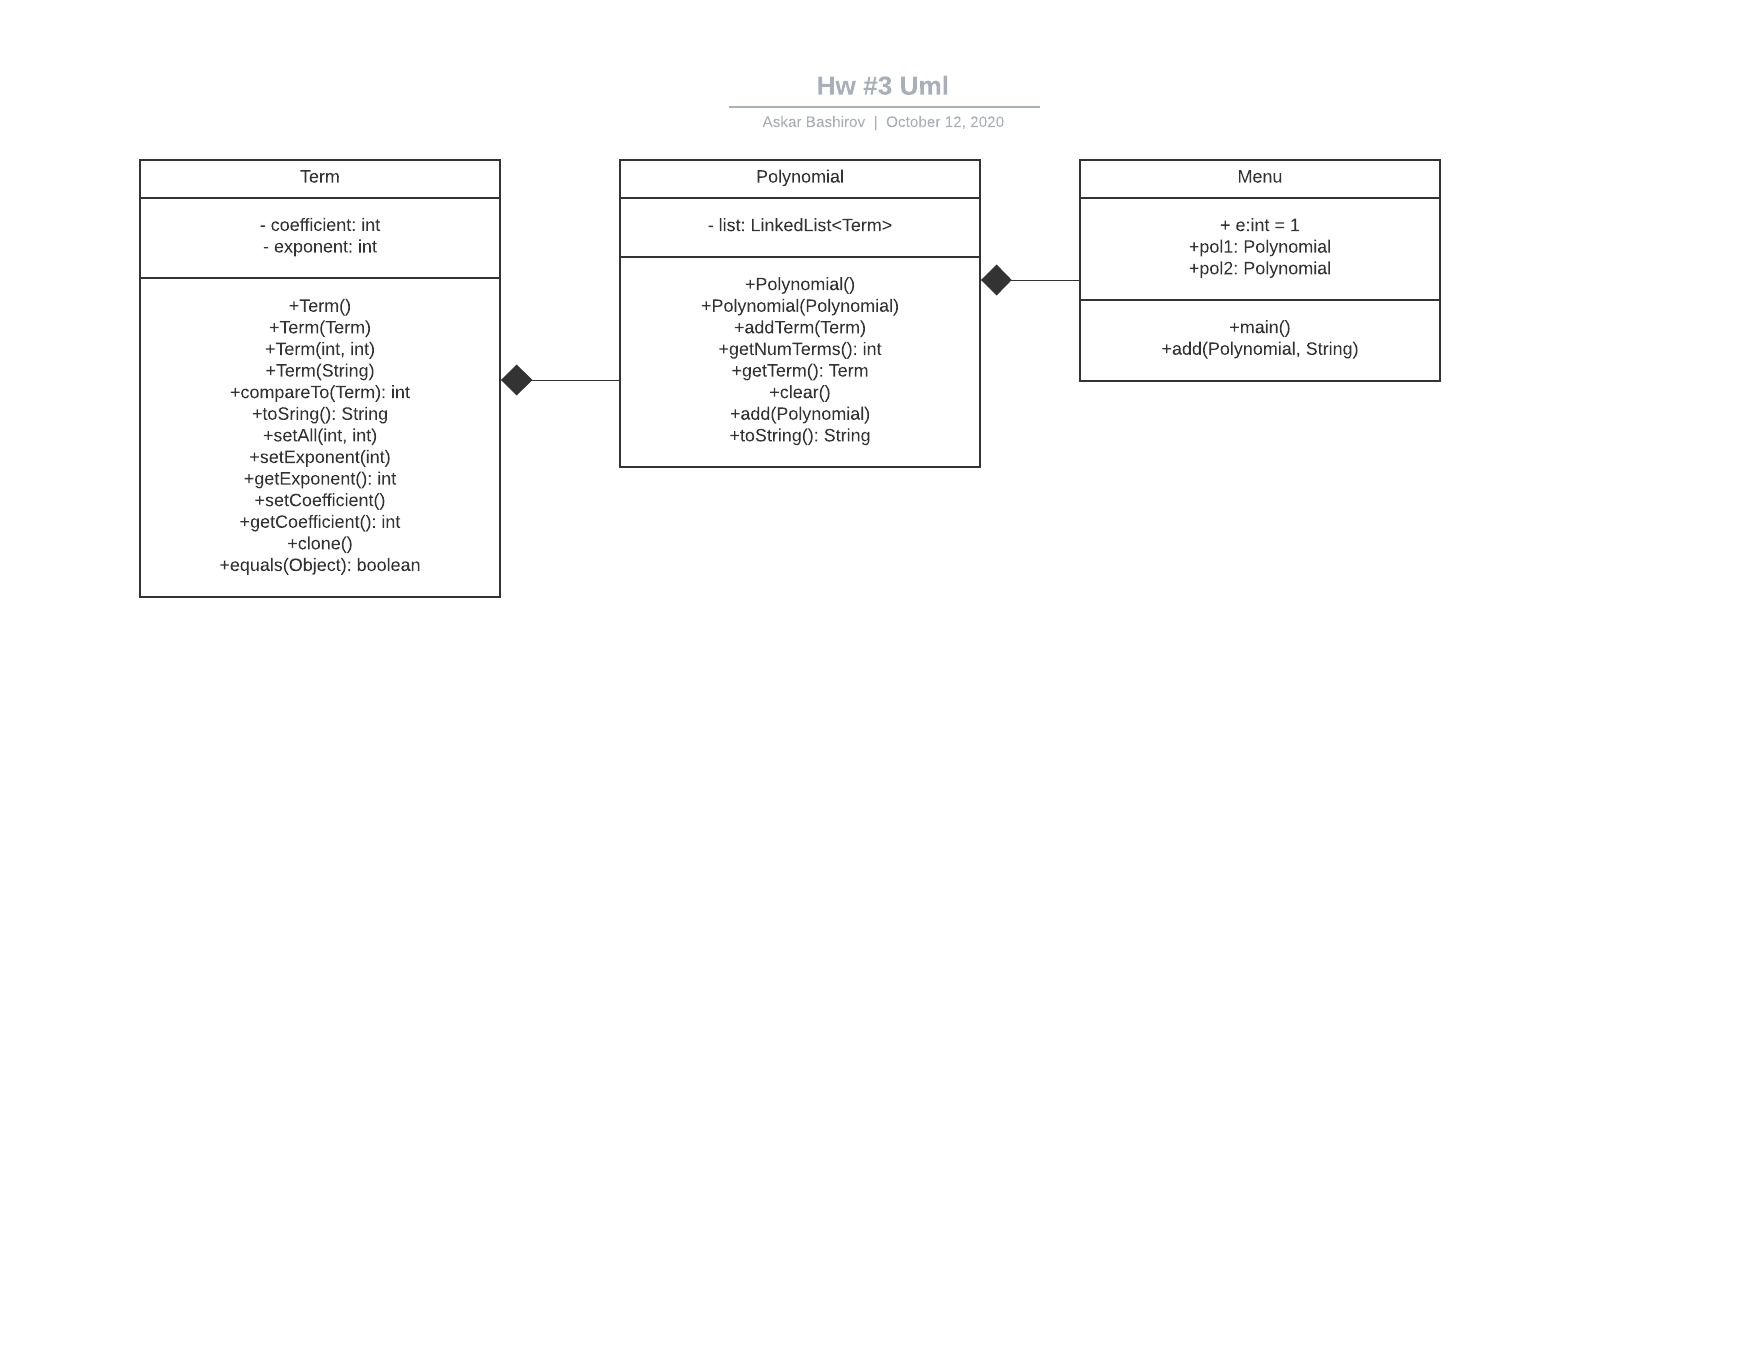 Hw #3 Uml
Askar Bashirov | October 12, 2020
Term
- coefficient: int
- exponent: int
+Term()
+Term(Term)
+Term(int, int)
+Term(String)
+compareTo(Term): int
+toSring(): String
+setAll(int, int)
+setExponent(int)
+getExponent(): int
+setCoefficient()
+getCoefficient(): int
+clone()
+equals(Object): boolean
Polynomial
- list: LinkedList<Term>
+Polynomial()
+Polynomial(Polynomial)
+addTerm(Term)
+getNumTerms(): int
+getTerm(): Term
+clear()
+add(Polynomial)
+toString(): String
Menu
+ e:int = 1
+pol1: Polynomial
+pol2: Polynomial
+main()
+add(Polynomial, String)